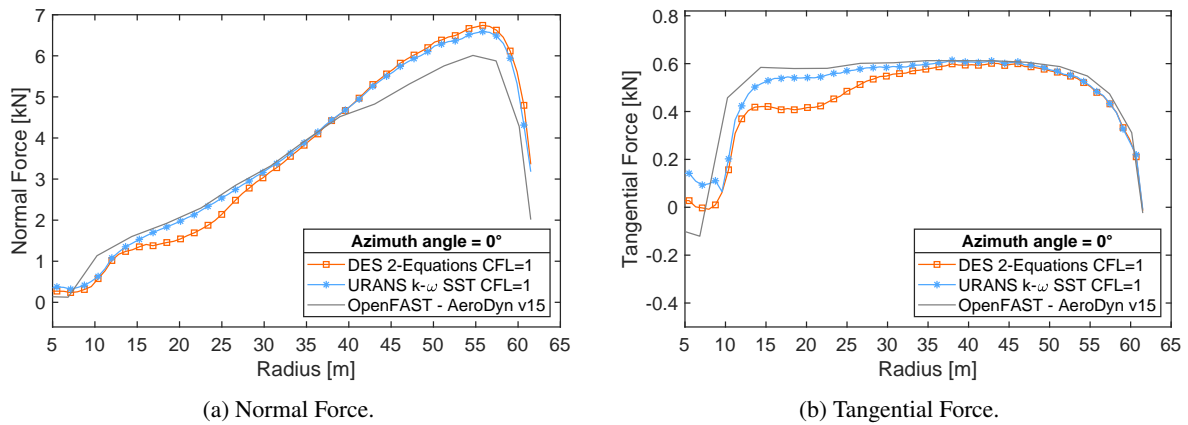 7
6
5
4
3
2
1
0
Normal Force [kN]
5 10 15 20 25 30 35 40 45 50 55 60 65
Radius [m]
Azimuth angle = 0°
DES 2-Equations CFL=1
URANS k-ω SST CFL=1
OpenFAST - AeroDyn v15
(a) Normal Force.
0.8
0.6
0.4
0.2
0
-0.2
-0.4
Tangential Force [kN]
5 10 15 20 25 30 35 40 45 50 55 60 65
Radius [m]
Azimuth angle = 0°
DES 2-Equations CFL=1
URANS k-ω SST CFL=1
OpenFAST - AeroDyn v15
(b) Tangential Force.